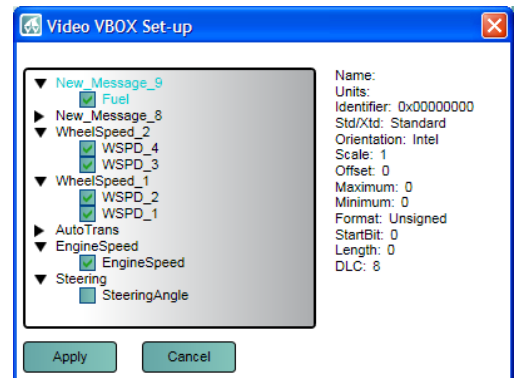 Video VBOX Set-up
New_Message_9
Fuel
New_Message_8
WheelSpeed_2
WSPD_4
WSPD_3
WheelSpeed_1
WSPD_2
WSPD_1
AutoTrans
EngineSpeed
EngineSpeed
Steering
SteeringAngle
Name:
Units:
Identifier: 0x00000000
Std/Xtd: Standard
Orientation: Intel
Scale: 1
Offset: 0
Maximum: 0
Minimum: 0
Format: Unsigned
StartBit: 0
Length: 0
DLC: 8
Apply
Cancel